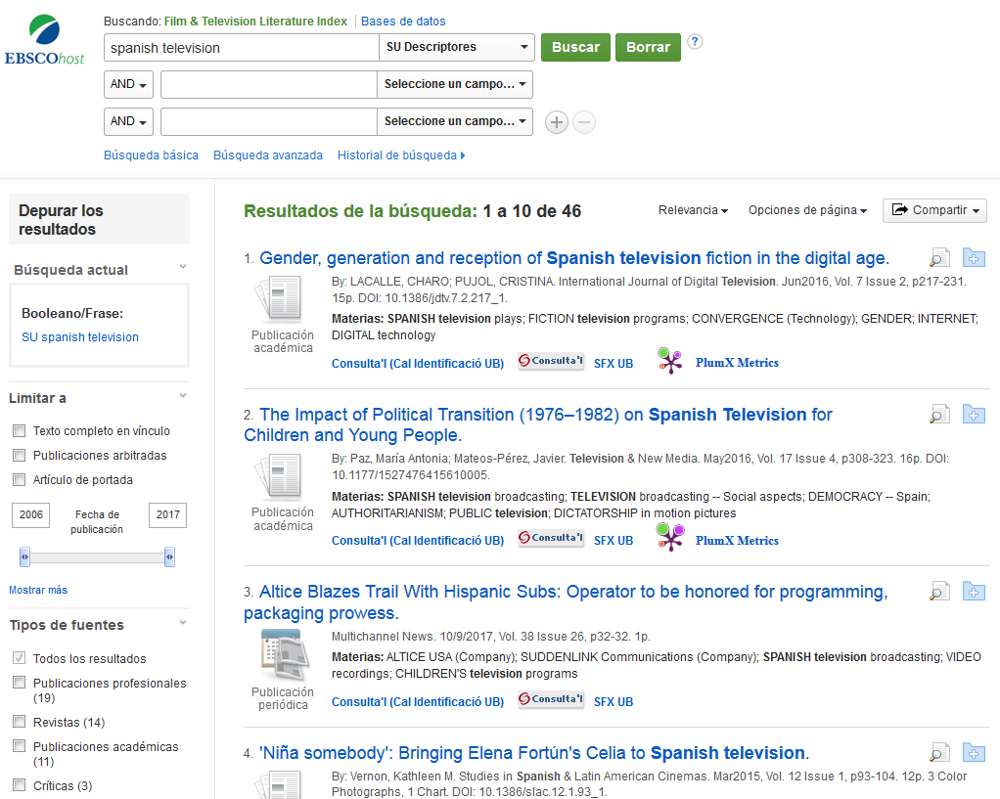 EBSCOhost
Buscando: Film & Television Literature Index Bases de datos
spanish television SU Descriptores Buscar Borrar ?
AND Seleccione un campo...
AND Seleccione un campo...
Búsqueda básica Búsqueda avanzada Historial de búsqueda
Depurar los
resultados
Búsqueda actual
Booleano/Frase:
SU spanish television
Limitar a
Texto completo en vínculo
Publicaciones arbitradas
Artículo de portada
2006 Fecha de 2017
publicación
Mostrar más
Tipos de fuentes
Todos los resultados
Publicaciones profesionales
(19)
Revistas (14)
Publicaciones académicas
(11)
Críticas (3)
Resultados de la búsqueda: 1 a 10 de 46
Relevancia Opciones de página Compartir
1. Gender, generation and reception of Spanish television fiction in the digital age.
Publicación
académica
By: LACALLE, CHARO; PUJOL, CRISTINA. International Journal of Digital Television. Jun2016, Vol. 7 Issue 2, p217-231.
15p. DOI: 10.1386/jdtv.7.2.217_1.
Materias: SPANISH television plays; FICTION television programs; CONVERGENCE (Technology); GENDER; INTERNET;
DIGITAL technology
Consulta'l (Cal Identificació UB) Consulta'l SFX UB PlumX Metrics
2. The Impact of Political Transition (1976–1982) on Spanish Television for
Children and Young People.
Publicación
académica
By: Paz, María Antonia; Mateos-Pérez, Javier. Television & New Media. May2016, Vol. 17 Issue 4, p308-323. 16p. DOI:
10.1177/1527476415610005.
Materias: SPANISH television broadcasting; TELEVISION broadcasting -- Social aspects; DEMOCRACY -- Spain;
AUTHORITARIANISM; PUBLIC television; DICTATORSHIP in motion pictures
Consulta'l (Cal Identificació UB) Consulta'l SFX UB PlumX Metrics
3. Altice Blazes Trail With Hispanic Subs: Operator to be honored for programming,
packaging prowess.
Publicación
periódica
Multichannel News. 10/9/2017, Vol. 38 Issue 26, p32-32. 1p.
Materias: ALTICE USA (Company); SUDDENLINK Communications (Company); SPANISH television broadcasting; VIDEO
recordings; CHILDREN'S television programs
Consulta'l (Cal Identificació UB) Consulta'l SFX UB
4. 'Niña somebody': Bringing Elena Fortún's Celia to Spanish television.
By: Vernon, Kathleen M. Studies in Spanish & Latin American Cinemas. Mar2015, Vol. 12 Issue 1, p93-104. 12p. 3 Color
Photographs, 1 Chart. DOI: 10.1386/slac.12.1.93_1.